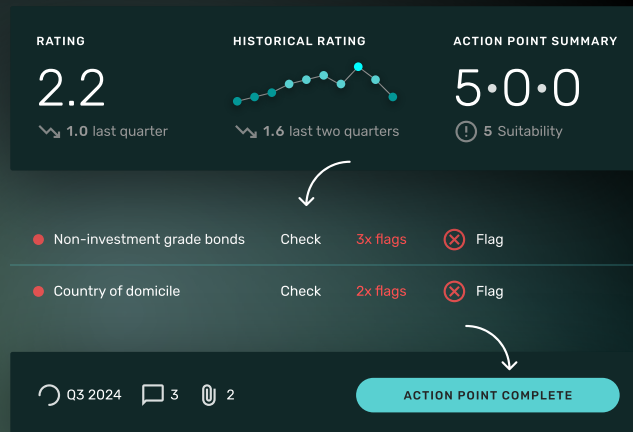 RATING
HISTORICAL RATING
ACTION POINT SUMMARY
2.2
5•0•0
1.0 last quarter
1.6 last two quarters
5 Suitability
Non-investment grade bonds Check 3x flags Flag
Country of domicile Check 2x flags Flag
Q3 2024 3 2
ACTION POINT COMPLETE